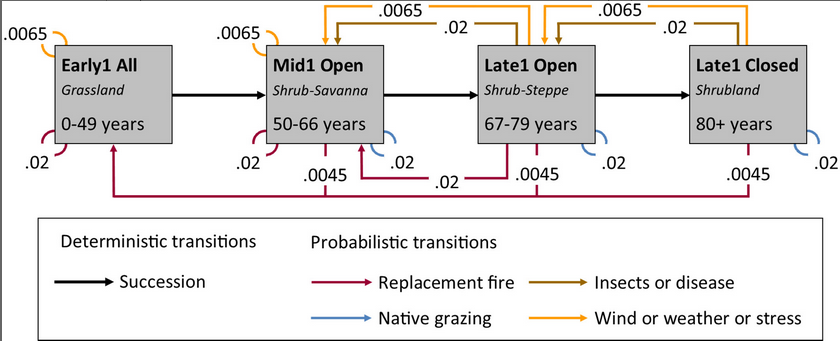 .0065
.02
.0065
.02
.0065
.0065
Early1 All
Grassland
0-49 years
Mid1 Open
Shrub-Savanna
50-66 years
Late1 Open
Shrub-Steppe
67-79 years
Late1 Closed
Shrubland
80+ years
.02
.02
.02
.02
.02
.0045
.02
.0045
.0045
Deterministic transitions
Succession
Probabilistic transitions
Replacement fire
Insects or disease
Native grazing
Wind or weather or stress